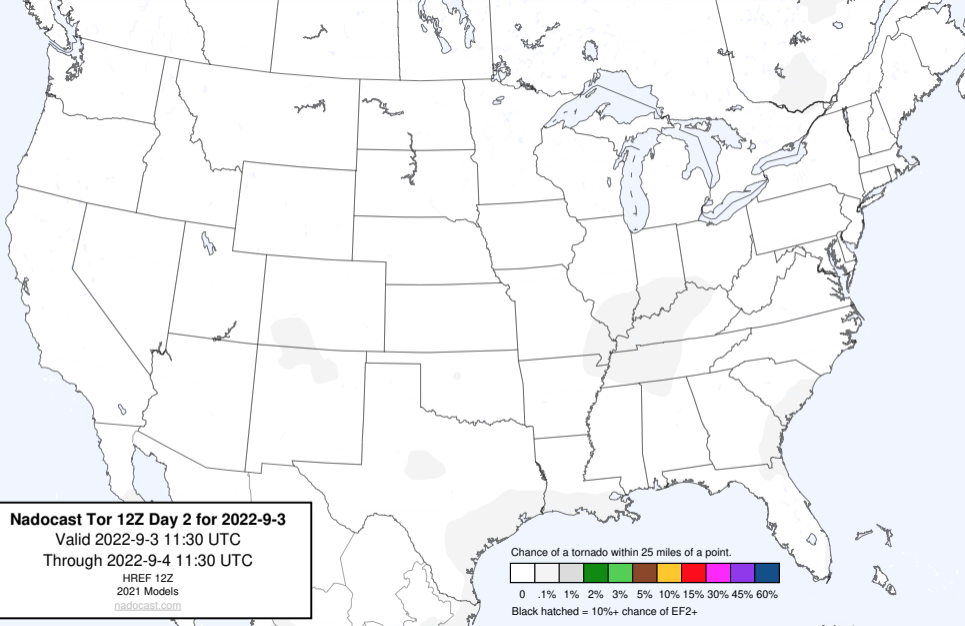 Nadocast Tor 12Z Day 2 for 2022-9-3
Valid 2022-9-3 11:30 UTC
Through 2022-9-4 11:30 UTC
HREF 12Z
2021 Models
nadocast.com
Chance of a tornado within 25 miles of a point.
0 .1% 1% 2% 3% 5% 10% 15% 30% 45% 60%
Black hatched = 10%+ chance of EF2+